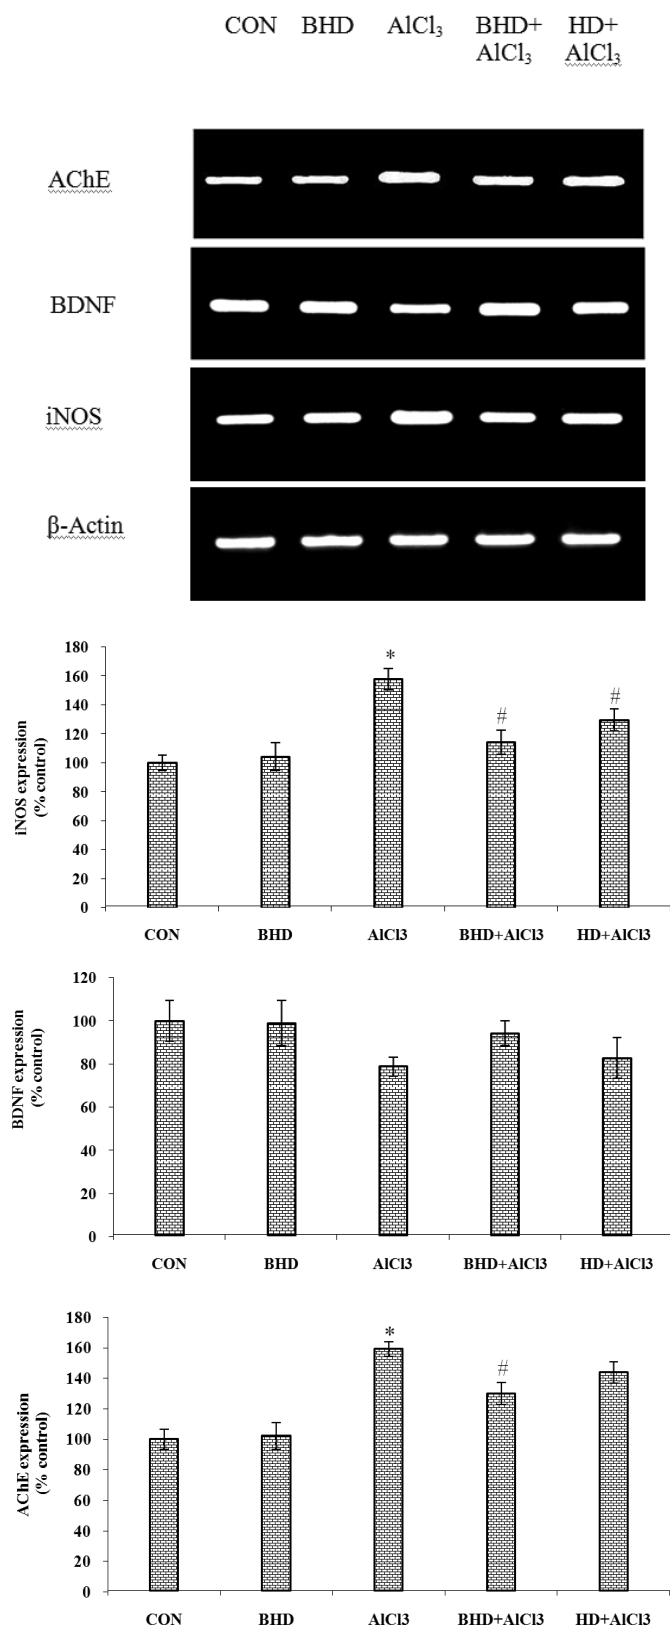 CON BHD AlCl₃ BHD+ HD+
AlCl₃ AlCl₃
AChE
BDNF
iNOS
β-Actin
iNOS expression
(% control)
180
160
140
120
100
80
60
40
20
0
*
#
#
CON BHD AlCl3 BHD+AlCl3 HD+AlCl3
BDNF expression
(% control)
120
100
80
60
40
20
0
CON BHD AlCl3 BHD+AlCl3 HD+AlCl3
AChE expression
(% control)
180
160
140
120
100
80
60
40
20
0
*
#
CON BHD AlCl3 BHD+AlCl3 HD+AlCl3